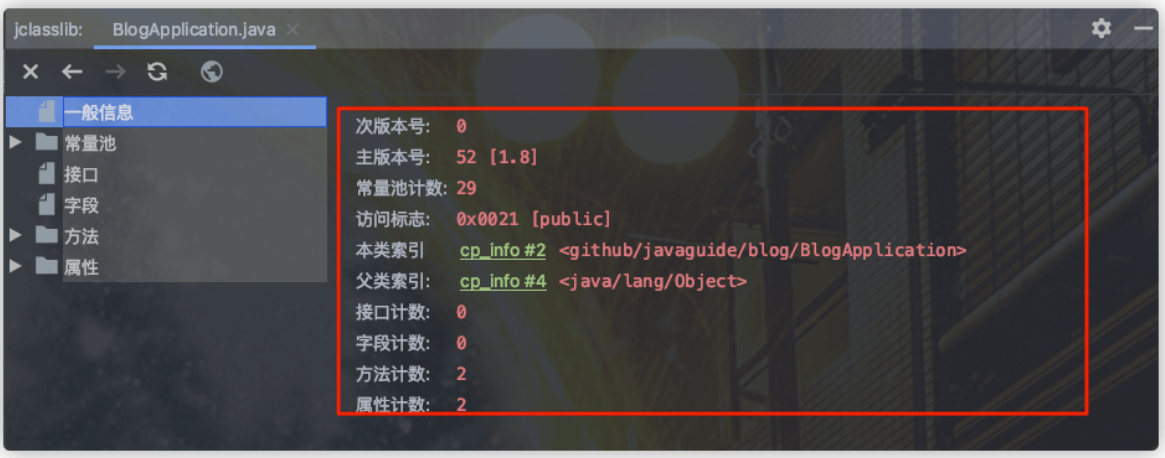 jclasslib: BlogApplication.java
一般信息
常量池
接口
字段
方法
属性
次版本号: 0
主版本号: 52 [1.8]
常量池计数: 29
访问标志: 0x0021 [public]
本类索引 cp_info #2 <github/javaguide/blog/BlogApplication>
父类索引: cp_info #4 <java/lang/Object>
接口计数: 0
字段计数: 0
方法计数: 2
属性计数: 2